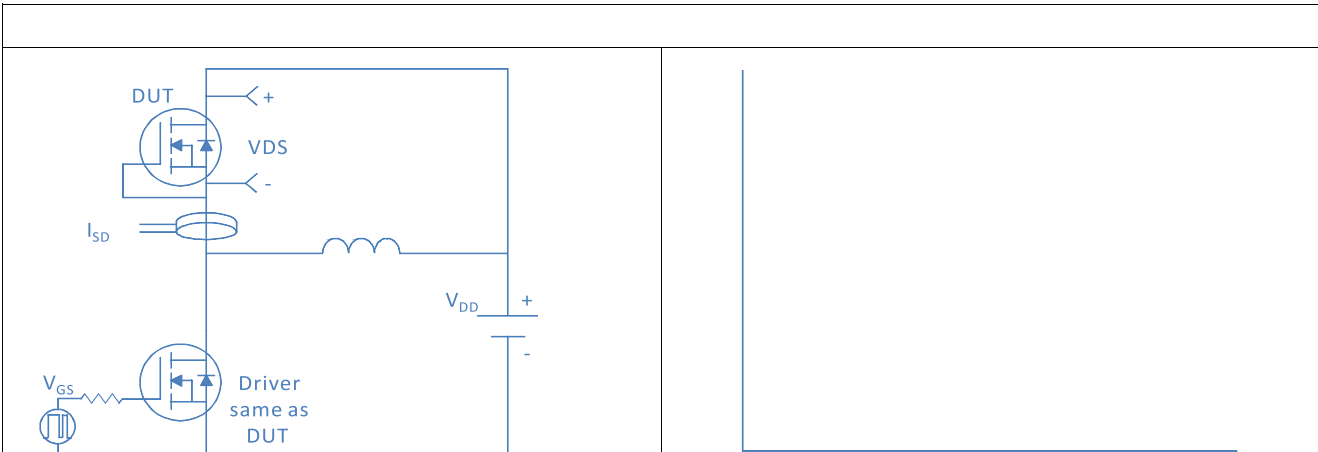 DUT
+
VDS
-
ISD
VDD
+
-
VGS
Driver
same as
DUT